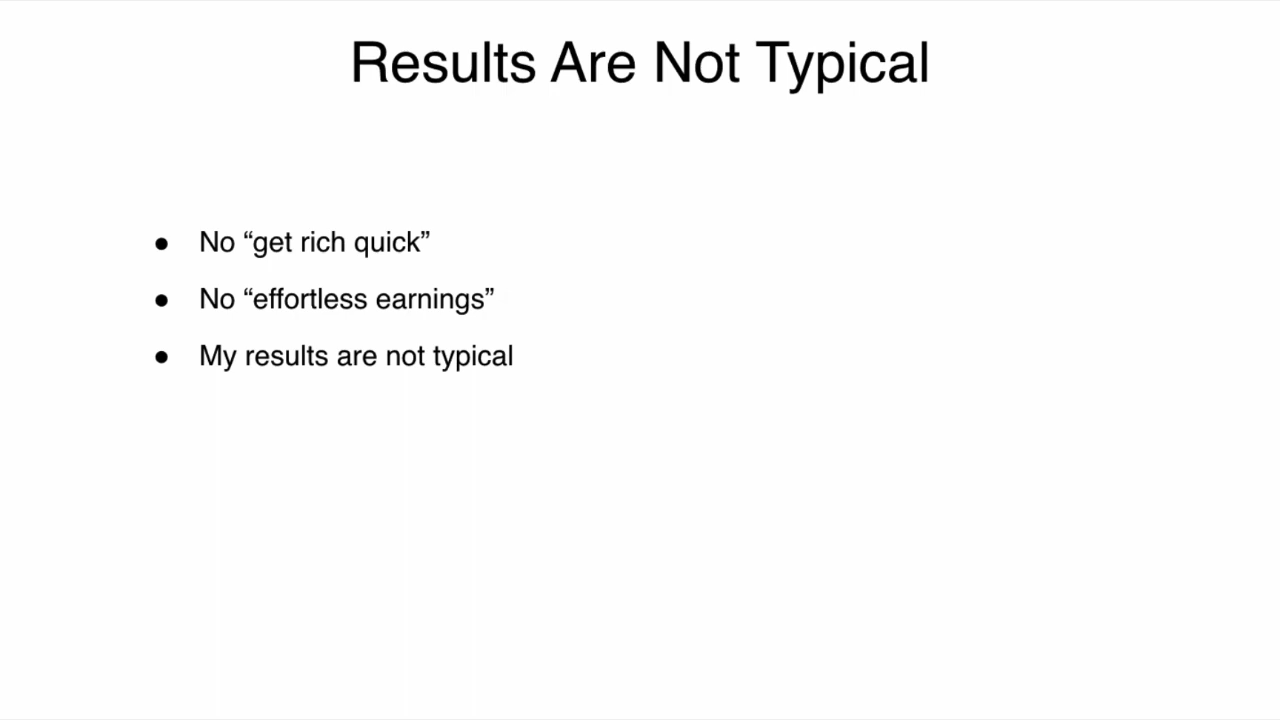 Results Are Not Typical
● No “get rich quick”
● No “effortless earnings”
● My results are not typical